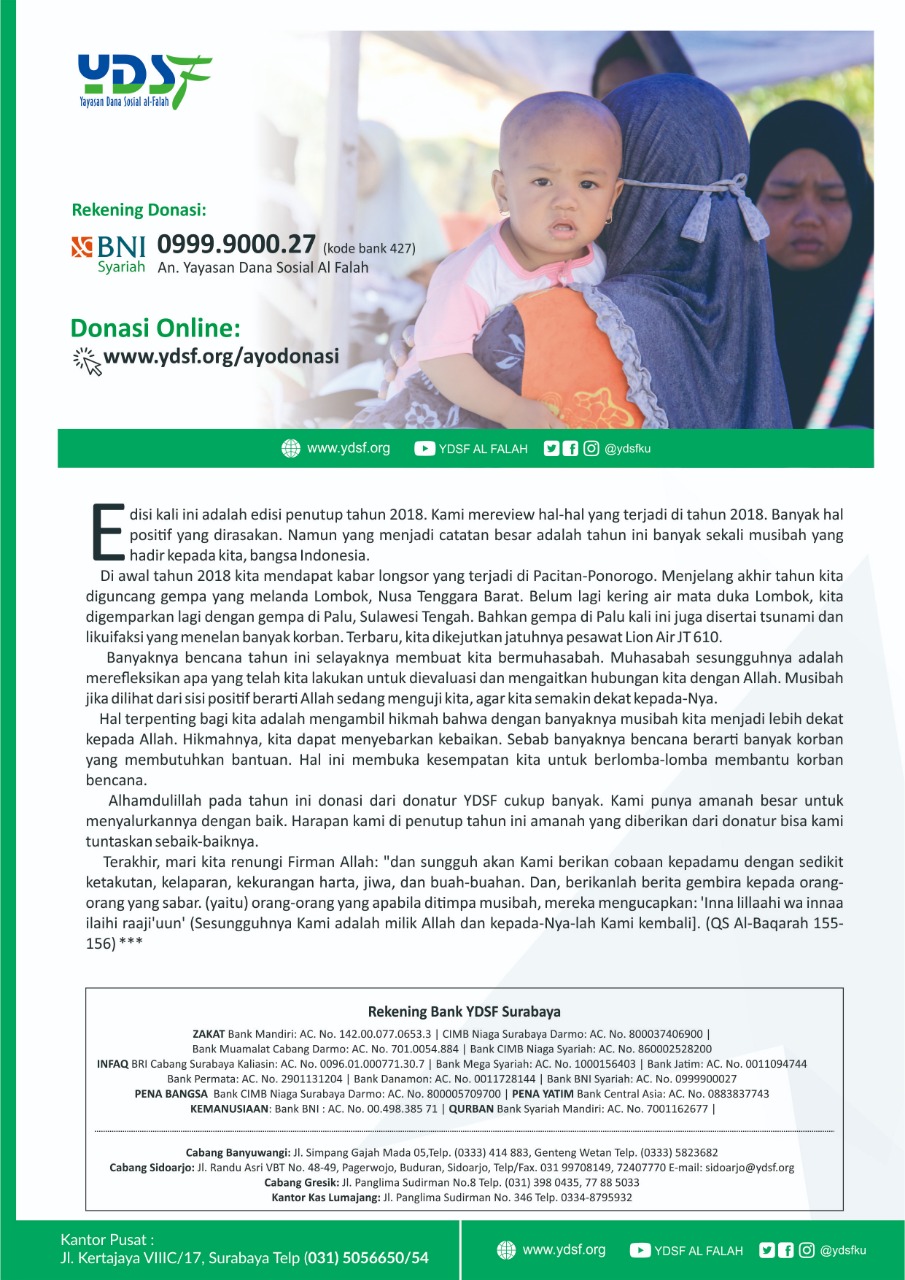 YDSF
Yayasan Dana Sosial al-Falah
Rekening Donasi:
BNI Syariah 0999.9000.27 (kode bank 427)
An. Yayasan Dana Sosial Al Falah
Donasi Online:
www.ydsf.org/ayodonasi
www.ydsf.org YDSF AL FALAH @ydsfku
Edisi kali ini adalah edisi penutup tahun 2018. Kami mereview hal-hal yang terjadi di tahun 2018. Banyak hal
positif yang dirasakan. Namun yang menjadi catatan besar adalah tahun ini banyak sekali musibah yang
hadir kepada kita, bangsa Indonesia.
Di awal tahun 2018 kita mendapat kabar longsor yang terjadi di Pacitan-Ponorogo. Menjelang akhir tahun kita
diguncang gempa yang melanda Lombok, Nusa Tenggara Barat. Belum lagi kering air mata duka Lombok, kita
digemparkan lagi dengan gempa di Palu, Sulawesi Tengah. Bahkan gempa di Palu kali ini juga disertai tsunami dan
likuifaksi yang menelan banyak korban. Terbaru, kita dikejutkan jatuhnya pesawat Lion Air JT 610.
Banyaknya bencana tahun ini selayaknya membuat kita bermuhasabah. Muhasabah sesungguhnya adalah
merefleksikan apa yang telah kita lakukan untuk dievaluasi dan mengaitkan hubungan kita dengan Allah. Musibah
jika dilihat dari sisi positif berarti Allah sedang menguji kita, agar kita semakin dekat kepada-Nya.
Hal terpenting bagi kita adalah mengambil hikmah bahwa dengan banyaknya musibah kita menjadi lebih dekat
kepada Allah. Hikmahnya, kita dapat menyebarkan kebaikan. Sebab banyaknya bencana berarti banyak korban
yang membutuhkan bantuan. Hal ini membuka kesempatan kita untuk berlomba-lomba membantu korban
bencana.
Alhamdulillah pada tahun ini donasi dari donatur YDSF cukup banyak. Kami punya amanah besar untuk
menyalurkannya dengan baik. Harapan kami di penutup tahun ini amanah yang diberikan dari donatur bisa kami
tuntaskan sebaik-baiknya.
Terakhir, mari kita renungi Firman Allah: "dan sungguh akan Kami berikan cobaan kepadamu dengan sedikit
ketakutan, kelaparan, kekurangan harta, jiwa, dan buah-buahan. Dan, berikanlah berita gembira kepada orang-
orang yang sabar. (yaitu) orang-orang yang apabila ditimpa musibah, mereka mengucapkan: 'Inna lillaahi wa innaa
ilaihi raaji'uun' (Sesungguhnya Kami adalah milik Allah dan kepada-Nya-lah Kami kembali]. (QS Al-Baqarah 155-
156) ***
Rekening Bank YDSF Surabaya
ZAKAT Bank Mandiri: AC. No. 142.00.077.0653.3 | CIMB Niaga Surabaya Darmo: AC. No. 800037406900 |
Bank Muamalat Cabang Darmo: AC. No. 701.0054.884 | Bank CIMB Niaga Syariah: AC. No. 860002528200
INFAQ BRI Cabang Surabaya Kaliasin: AC. No. 0096.01.000771.30.7 | Bank Mega Syariah: AC. No. 1000156403 | Bank Jatim: AC. No. 0011094744
Bank Permata: AC. No. 2901131204 | Bank Danamon: AC. No. 0011728144 | Bank BNI Syariah: AC. No. 0999900027
PENA BANGSA Bank CIMB Niaga Surabaya Darmo: AC. No. 800005709700 | PENA YATIM Bank Central Asia: AC. No. 0883837743
KEMANUSIAAN: Bank BNI : AC. No. 00.498.385 71 | QURBAN Bank Syariah Mandiri: AC. No. 7001162677 |
Cabang Banyuwangi: Jl. Simpang Gajah Mada 05,Telp. (0333) 414 883, Genteng Wetan Telp. (0333) 5823682
Cabang Sidoarjo: Jl. Randu Asri VBT No. 48-49, Pagerwojo, Buduran, Sidoarjo, Telp/Fax. 031 99708149, 72407770 E-mail: sidoarjo@ydsf.org
Cabang Gresik: Jl. Panglima Sudirman No.8 Telp. (031) 398 0435, 77 88 5033
Kantor Kas Lumajang: Jl. Panglima Sudirman No. 346 Telp. 0334-8795932
Kantor Pusat :
Jl. Kertajaya VIIIC/17, Surabaya Telp (031) 5056650/54
www.ydsf.org YDSF AL FALAH @ydsfku